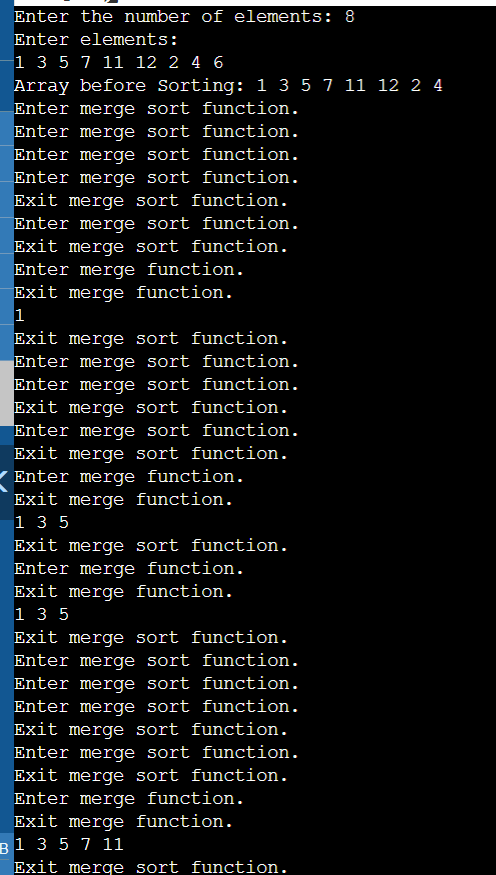 Enter the number of elements: 8
Enter elements:
1 3 5 7 11 12 2 4 6
Array before Sorting: 1 3 5 7 11 12 2 4
Enter merge sort function.
Enter merge sort function.
Enter merge sort function.
Enter merge sort function.
Exit merge sort function.
Enter merge sort function.
Exit merge sort function.
Enter merge function.
Exit merge function.
1
Exit merge sort function.
Enter merge sort function.
Enter merge sort function.
Exit merge sort function.
Enter merge sort function.
Exit merge sort function.
Enter merge function.
Exit merge function.
1 3 5
Exit merge sort function.
Enter merge function.
Exit merge function.
1 3 5
Exit merge sort function.
Enter merge sort function.
Enter merge sort function.
Enter merge sort function.
Exit merge sort function.
Enter merge sort function.
Exit merge sort function.
Enter merge function.
Exit merge function.
B
1 3 5 7 11
Exit merge sort function.